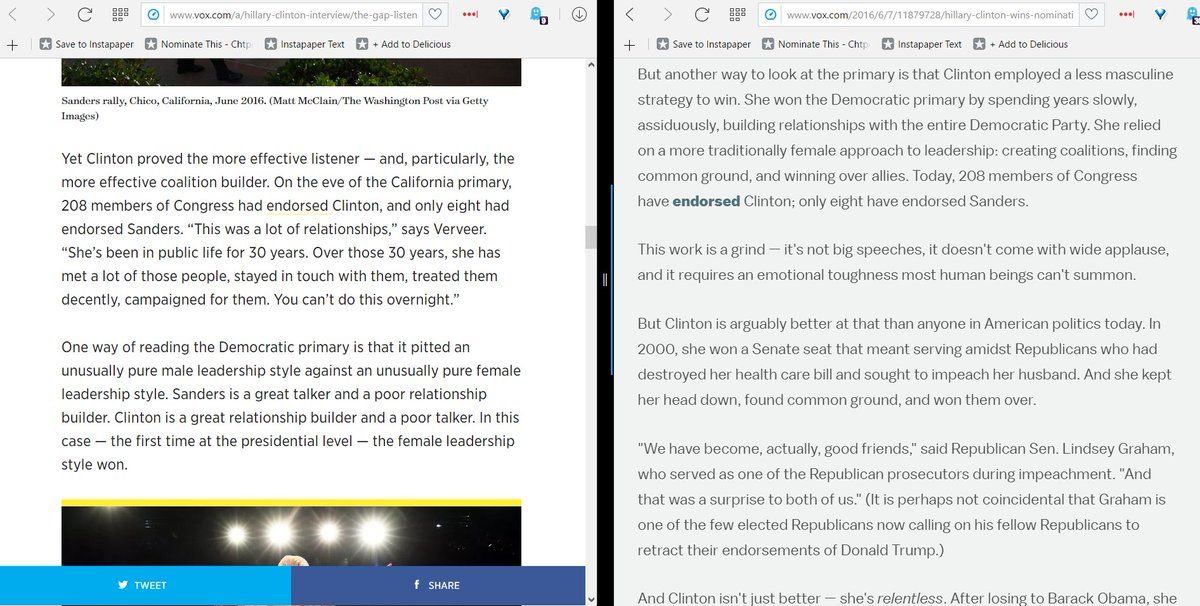 www.vox.com/a/hillary-clinton-interview/the-gap-listen
9
Save to Instapaper
Nominate This - Chtp
Instapaper Text
+ Add to Delicious
Sanders rally, Chico, California, June 2016. (Matt McClain/The Washington Post via Getty
Images)
Yet Clinton proved the more effective listener — and, particularly, the
more effective coalition builder. On the eve of the California primary,
208 members of Congress had endorsed Clinton, and only eight had
endorsed Sanders. “This was a lot of relationships,” says Verveer.
“She’s been in public life for 30 years. Over those 30 years, she has
met a lot of those people, stayed in touch with them, treated them
decently, campaigned for them. You can’t do this overnight.”
One way of reading the Democratic primary is that it pitted an
unusually pure male leadership style against an unusually pure female
leadership style. Sanders is a great talker and a poor relationship
builder. Clinton is a great relationship builder and a poor talker. In this
case — the first time at the presidential level — the female leadership
style won.
TWEET
SHARE
www.vox.com/2016/6/7/11879728/hillary-clinton-wins-nominati
Save to Instapaper
Nominate This - Chtp
Instapaper Text
+ Add to Delicious
But another way to look at the primary is that Clinton employed a less masculine
strategy to win. She won the Democratic primary by spending years slowly,
assiduously, building relationships with the entire Democratic Party. She relied
on a more traditionally female approach to leadership: creating coalitions, finding
common ground, and winning over allies. Today, 208 members of Congress
have endorsed Clinton; only eight have endorsed Sanders.
This work is a grind — it's not big speeches, it doesn't come with wide applause,
and it requires an emotional toughness most human beings can't summon.
But Clinton is arguably better at that than anyone in American politics today. In
2000, she won a Senate seat that meant serving amidst Republicans who had
destroyed her health care bill and sought to impeach her husband. And she kept
her head down, found common ground, and won them over.
"We have become, actually, good friends," said Republican Sen. Lindsey Graham,
who served as one of the Republican prosecutors during impeachment. "And
that was a surprise to both of us." (It is perhaps not coincidental that Graham is
one of the few elected Republicans now calling on his fellow Republicans to
retract their endorsements of Donald Trump.)
And Clinton isn't just better — she's relentless. After losing to Barack Obama, she